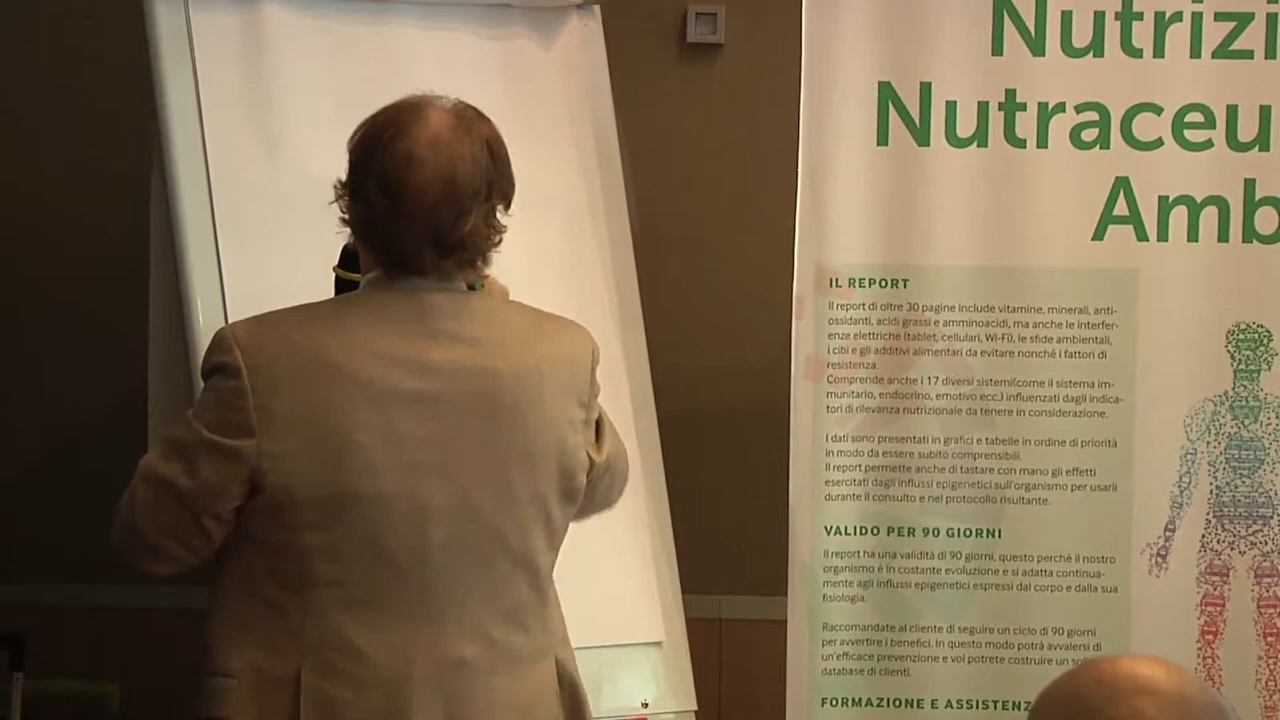 Nutrizi
Nutraceu
Amb
IL REPORT
Il report di oltre 30 pagine include vitamine, minerali, anti-
ossidanti, acidi grassi e amminoacidi, ma anche le interfer-
enze elettriche (tablet, cellulari, Wi-Fi), le sfide ambientali,
i cibi e gli additivi alimentari da evitare nonché i fattori di
resistenza.
Comprende anche i 17 diversi sistemi(come il sistema im-
munitario, endocrino, emotivo ecc.) influenzati dagli indica-
tori di rilevanza nutrizionale da tenere in considerazione.
I dati sono presentati in grafici e tabelle in ordine di priorità
in modo da essere subito comprensibili.
Il report permette anche di tastare con mano gli effetti
esercitati dagli influssi epigenetici sull'organismo per usarli
durante il consulto e nel protocollo risultante.
VALIDO PER 90 GIORNI
Il report ha una validità di 90 giorni, questo perchè il nostro
organismo è in costante evoluzione e si adatta continua-
mente agli influssi epigenetici espressi dal corpo e dalla sua
fisiologia.
Raccomandate al cliente di seguire un ciclo di 90 giorni
per avvertire i benefici. In questo modo potrà avvalersi di
un'efficace prevenzione e voi potrete costruire un
database di clienti.
FORMAZIONE E ASSISTENZ